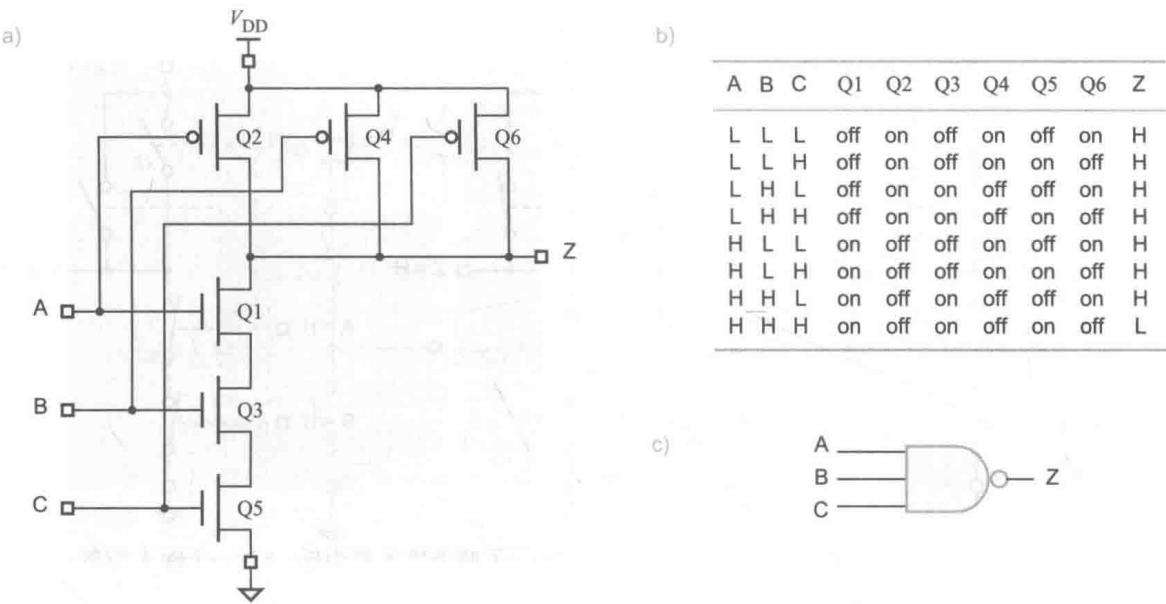 a)
V_DD
Q2
Q4
Q6
Z
A
Q1
B
Q3
C
Q5
b)
A B C Q1 Q2 Q3 Q4 Q5 Q6 Z
L L L off on off on off on H
L L H off on off on on off H
L H L off on on off off on H
L H H off on on off on off H
H L L on off off on off on H
H L H on off off on on off H
H H L on off on off off on H
H H H on off on off on off L
c)
A
B
C
Z